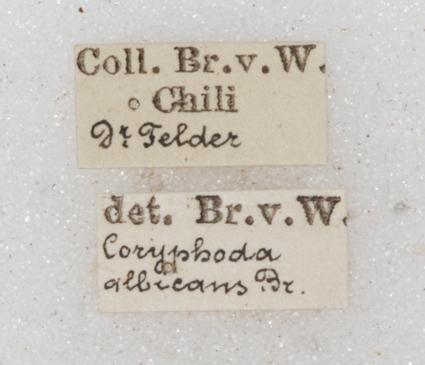 Coll. Br.v.W.
Chili
Dr Felder
det. Br.v.W.
Coryphoda
albicans Br.